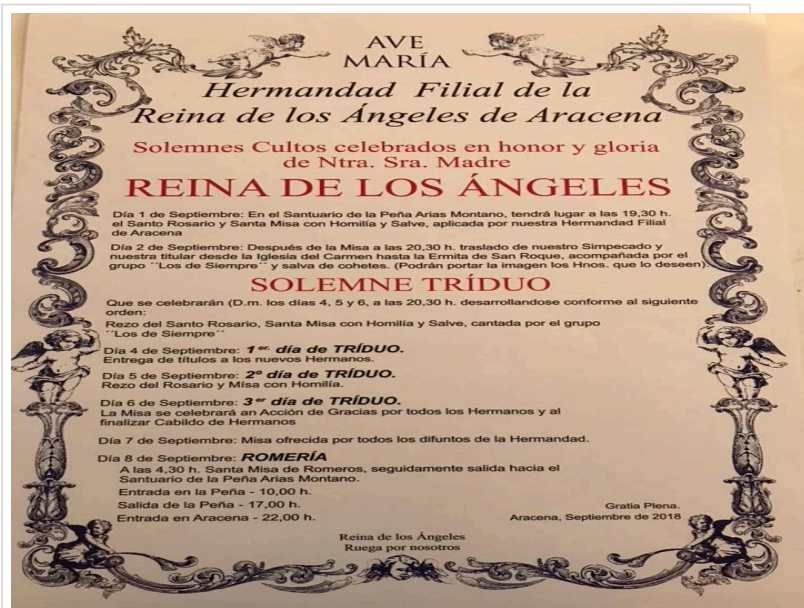 AVE
MARÍA
Hermandad Filial de la
Reina de los Ángeles de Aracena
Solemnes Cultos celebrados en honor y gloria
de Ntra. Sra. Madre
REINA DE LOS ÁNGELES
Día 1 de Septiembre: En el Santuario de la Peña Arias Montano, tendrá lugar a las 19,30 h.
el Santo Rosario y Santa Misa con Homilía y Salve, aplicada por nuestra Hermandad Filial
de Aracena
Día 2 de Septiembre: Después de la Misa a las 20,30 h. traslado de nuestro Simpecado y
nuestra titular desde la Iglesia del Carmen hasta la Ermita de San Roque, acompañada por el
grupo ´´Los de Siempre´´ y salva de cohetes. (Podrán portar la imagen los Hnos. que lo deseen).
SOLEMNE TRÍDUO
Que se celebrarán (D.m. los días 4, 5 y 6, a las 20,30 h. desarrollandose conforme al siguiente
orden:
Rezo del Santo Rosario, Santa Misa con Homilía y Salve, cantada por el grupo
´´Los de Siempre´´
Día 4 de Septiembre: 1er. día de TRÍDUO.
Entrega de títulos a los nuevos Hermanos.
Día 5 de Septiembre: 2º día de TRÍDUO.
Rezo del Rosario y Misa con Homilía.
Día 6 de Septiembre: 3er día de TRÍDUO.
La Misa se celebrará an Acción de Gracias por todos los Hermanos y al
finalizar Cabildo de Hermanos
Día 7 de Septiembre: Misa ofrecida por todos los difuntos de la Hermandad.
Día 8 de Septiembre: ROMERÍA
A las 4,30 h. Santa Misa de Romeros, seguidamente salida hacia el
Santuario de la Peña Arias Montano.
Entrada en la Peña - 10,00 h.
Salida de la Peña - 17,00 h.
Entrada en Aracena - 22,00 h.
Gratia Plena.
Aracena, Septiembre de 2018
Reina de los Ángeles
Ruega por nosotros